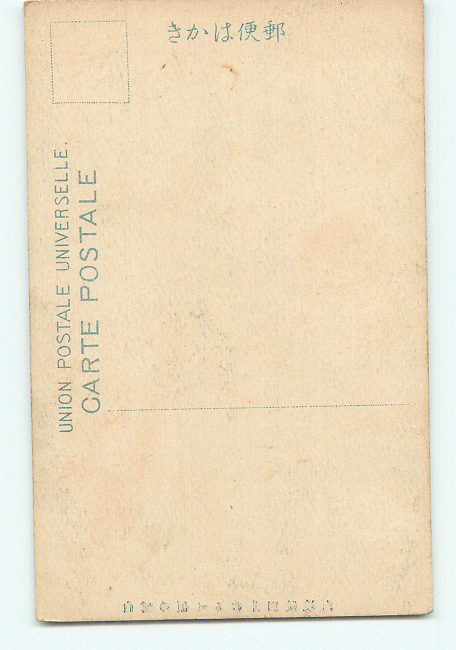 郵便はかき
UNION POSTALE UNIVERSELLE.
CARTE POSTALE